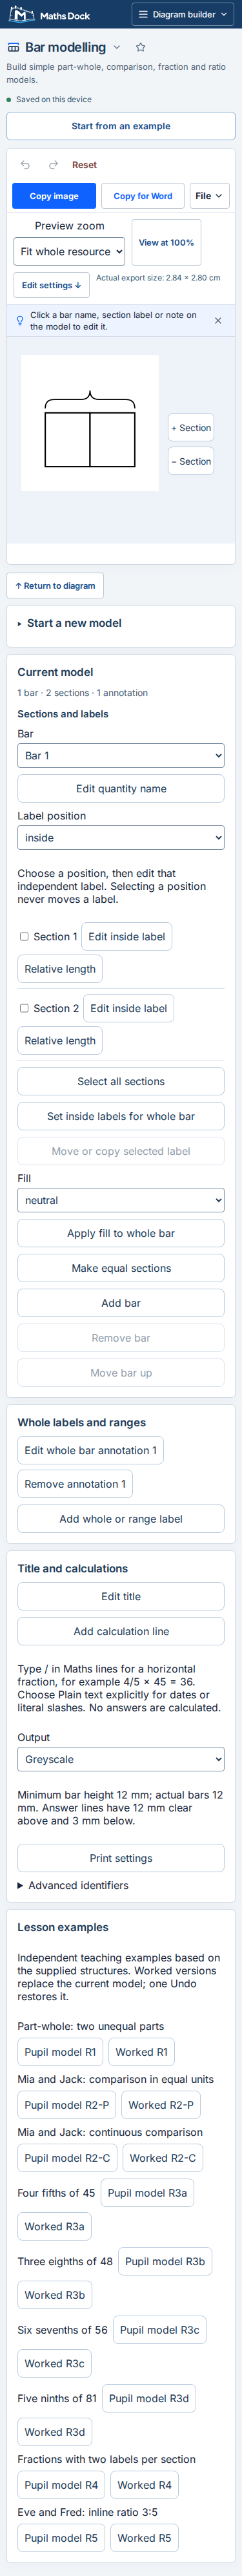 Maths Dock
Diagram builder
Bar modelling
Build simple part-whole, comparison, fraction and ratio
models.
Saved on this device
Start from an example
Reset
Copy image
Copy for Word
File
Preview zoom
Fit whole resource
View at 100%
Edit settings ↓
Actual export size: 2.84 × 2.80 cm
Click a bar name, section label or note on
the model to edit it.
+ Section
− Section
↑ Return to diagram
Start a new model
Current model
1 bar · 2 sections · 1 annotation
Sections and labels
Bar
Bar 1
Edit quantity name
Label position
inside
Choose a position, then edit that
independent label. Selecting a position
never moves a label.
Section 1
Edit inside label
Relative length
Section 2
Edit inside label
Relative length
Select all sections
Set inside labels for whole bar
Move or copy selected label
Fill
neutral
Apply fill to whole bar
Make equal sections
Add bar
Remove bar
Move bar up
Whole labels and ranges
Edit whole bar annotation 1
Remove annotation 1
Add whole or range label
Title and calculations
Edit title
Add calculation line
Type / in Maths lines for a horizontal
fraction, for example 4/5 × 45 = 36.
Choose Plain text explicitly for dates or
literal slashes. No answers are calculated.
Output
Greyscale
Minimum bar height 12 mm; actual bars 12
mm. Answer lines have 12 mm clear
above and 3 mm below.
Print settings
Advanced identifiers
Lesson examples
Independent teaching examples based on
the supplied structures. Worked versions
replace the current model; one Undo
restores it.
Part-whole: two unequal parts
Pupil model R1
Worked R1
Mia and Jack: comparison in equal units
Pupil model R2-P
Worked R2-P
Mia and Jack: continuous comparison
Pupil model R2-C
Worked R2-C
Four fifths of 45
Pupil model R3a
Worked R3a
Three eighths of 48
Pupil model R3b
Worked R3b
Six sevenths of 56
Pupil model R3c
Worked R3c
Five ninths of 81
Pupil model R3d
Worked R3d
Fractions with two labels per section
Pupil model R4
Worked R4
Eve and Fred: inline ratio 3:5
Pupil model R5
Worked R5